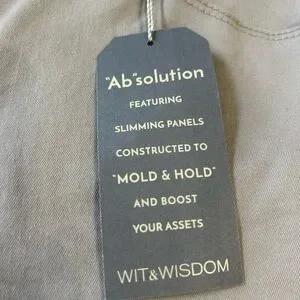 "Ab"solution
FEATURING
SLIMMING PANELS
CONSTRUCTED TO
"MOLD & HOLD"
AND BOOST
YOUR ASSETS
WIT&WISDOM